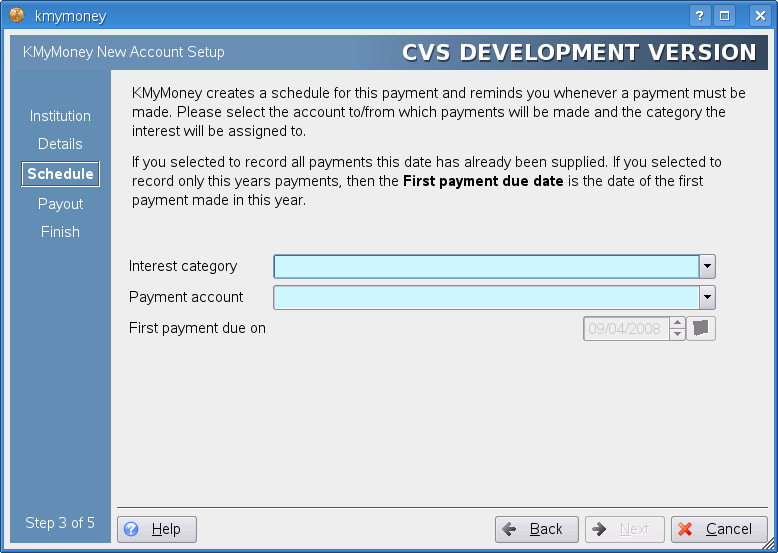 kmymoney
KMyMoney New Account Setup
CVS DEVELOPMENT VERSION
Institution
Details
Schedule
Payout
Finish
Step 3 of 5
KMyMoney creates a schedule for this payment and reminds you whenever a payment must be
made. Please select the account to/from which payments will be made and the category the
interest will be assigned to.
If you selected to record all payments this date has already been supplied. If you selected to
record only this years payments, then the First payment due date is the date of the first
payment made in this year.
Interest category
Payment account
First payment due on
09/04/2008
Help
Back
Next
Cancel